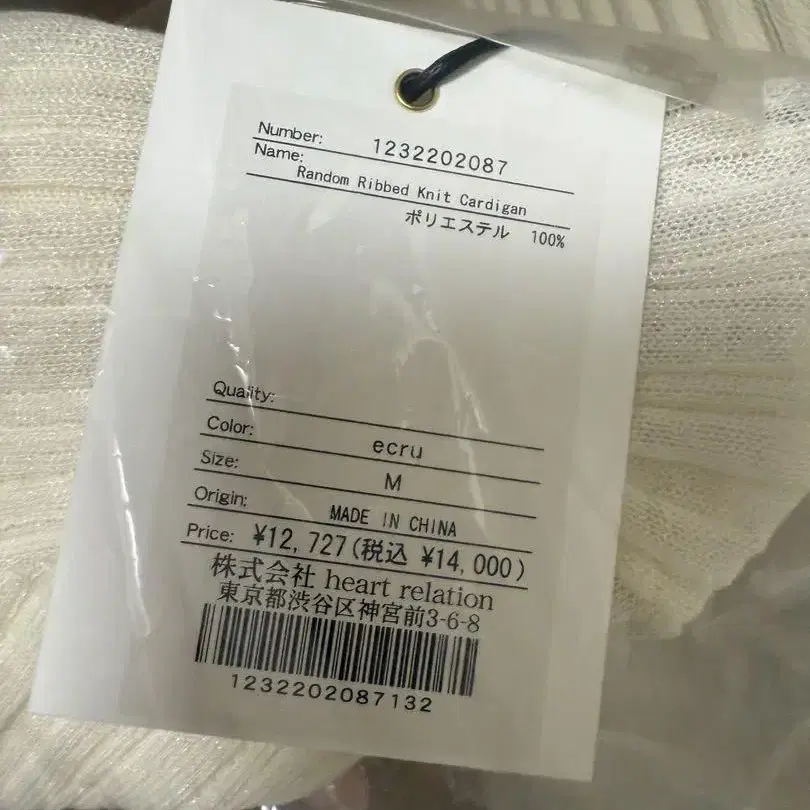 Number: 1232202087
Name:
Random Ribbed Knit Cardigan
ポリエステル 100%
Quality:
Color: ecru
Size: M
Origin: MADE IN CHINA
Price: ¥12,727(税込 ¥14,000)
株式会社 heart relation
東京都渋谷区神宮前3-6-8
1232202087132